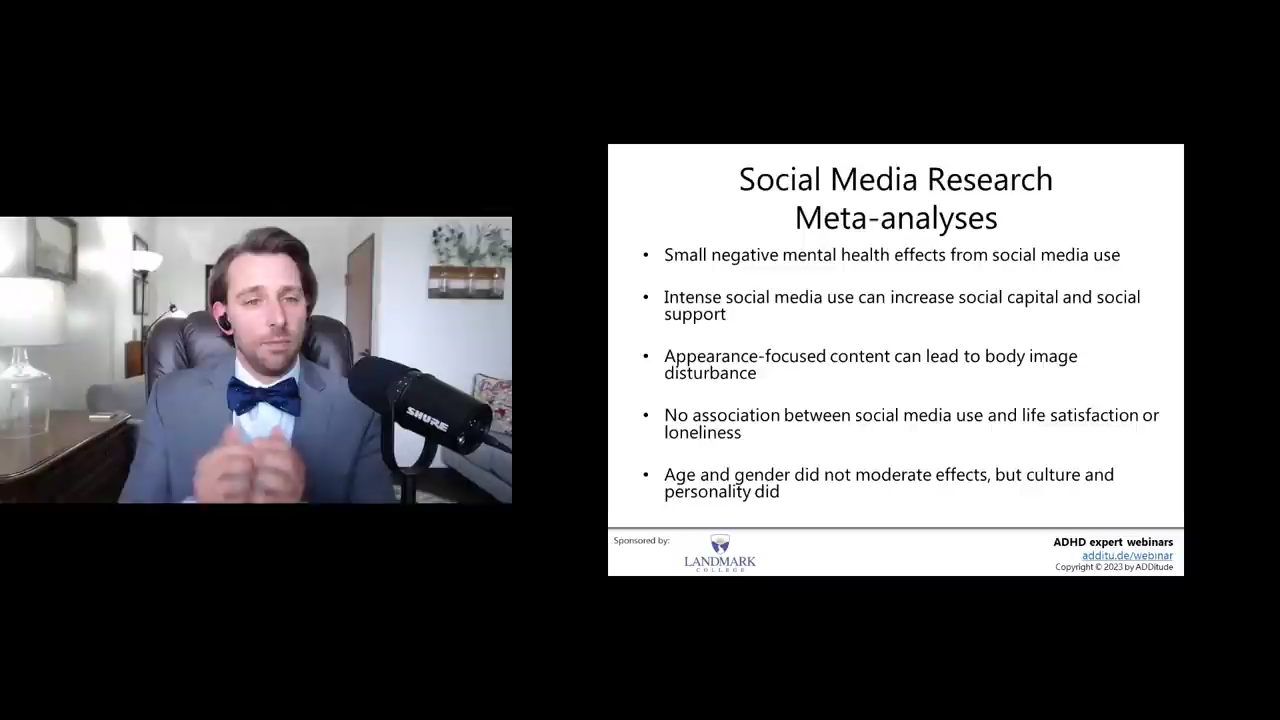 SHURE
Social Media Research
Meta-analyses
• Small negative mental health effects from social media use
• Intense social media use can increase social capital and social
support
• Appearance-focused content can lead to body image
disturbance
• No association between social media use and life satisfaction or
loneliness
• Age and gender did not moderate effects, but culture and
personality did
Sponsored by:
LANDMARK
COLLEGE
ADHD expert webinars
additu.de/webinar
Copyright © 2023 by ADDitude